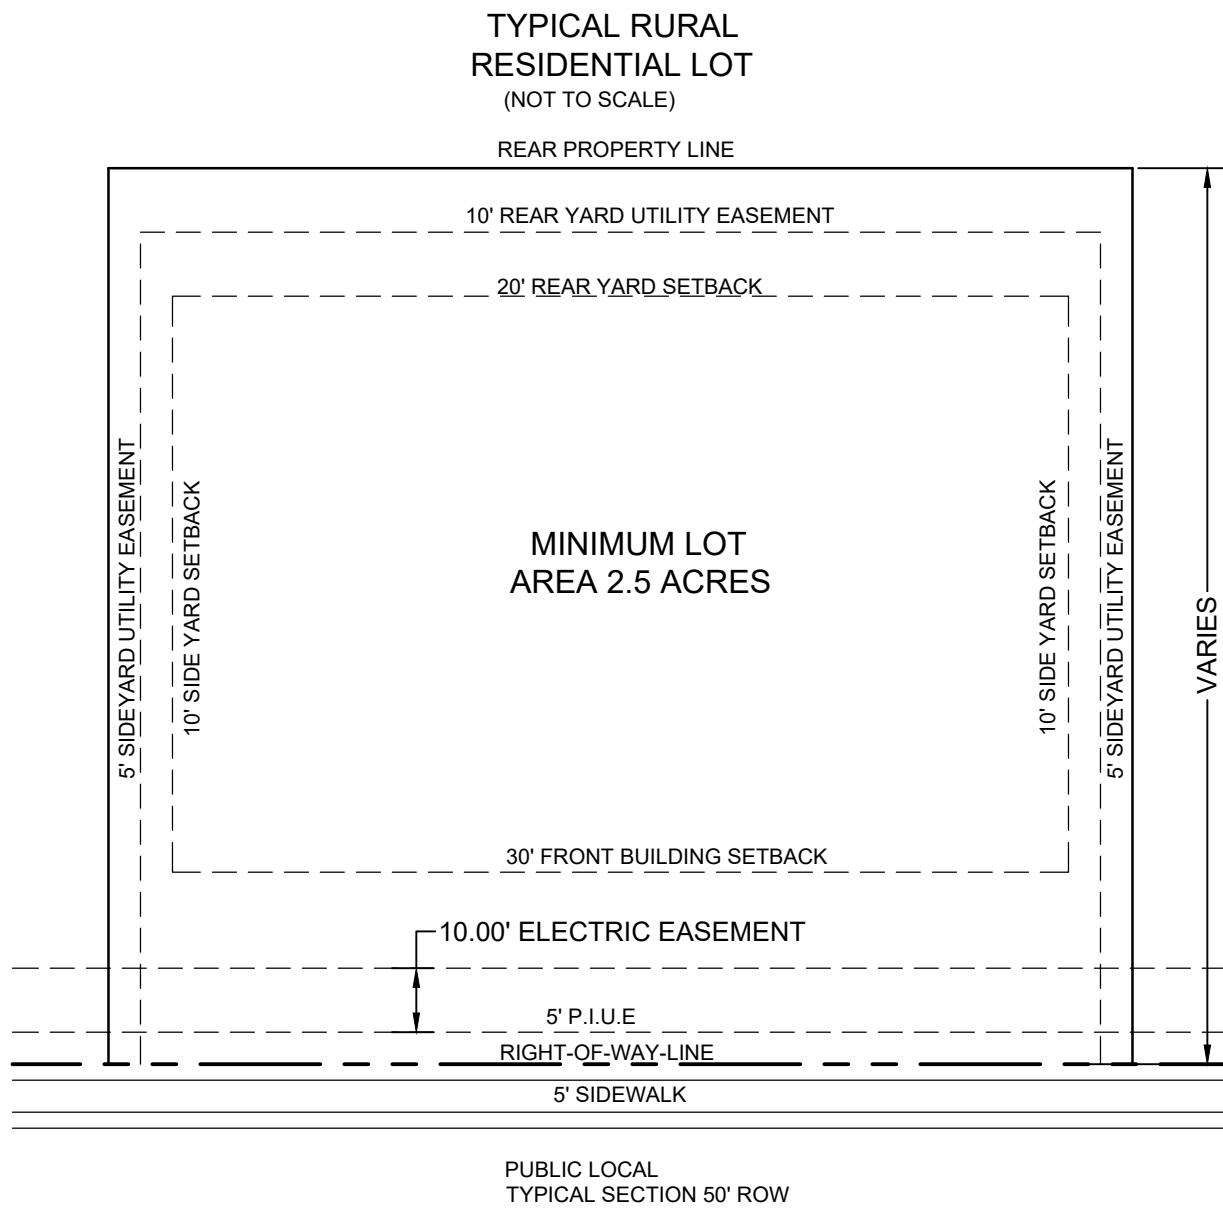 TYPICAL RURAL
RESIDENTIAL LOT
(NOT TO SCALE)
REAR PROPERTY LINE
10' REAR YARD UTILITY EASEMENT
20' REAR YARD SETBACK
5' SIDEYARD UTILITY EASEMENT
10' SIDE YARD SETBACK
MINIMUM LOT
AREA 2.5 ACRES
10' SIDE YARD SETBACK
5' SIDEYARD UTILITY EASEMENT
VARIES
30' FRONT BUILDING SETBACK
10.00' ELECTRIC EASEMENT
5' P.I.U.E
RIGHT-OF-WAY-LINE
5' SIDEWALK
PUBLIC LOCAL
TYPICAL SECTION 50' ROW